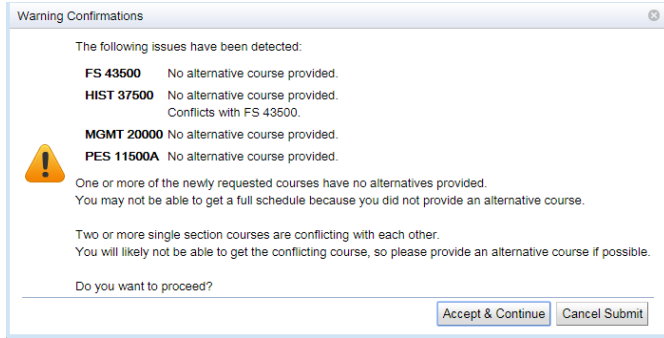 Warning Confirmations
The following issues have been detected:
FS 43500 No alternative course provided.
HIST 37500 No alternative course provided.
Conflicts with FS 43500.
MGMT 20000 No alternative course provided.
PES 11500A No alternative course provided.
One or more of the newly requested courses have no alternatives provided.
You may not be able to get a full schedule because you did not provide an alternative course.
Two or more single section courses are conflicting with each other.
You will likely not be able to get the conflicting course, so please provide an alternative course if possible.
Do you want to proceed?
Accept & Continue Cancel Submit